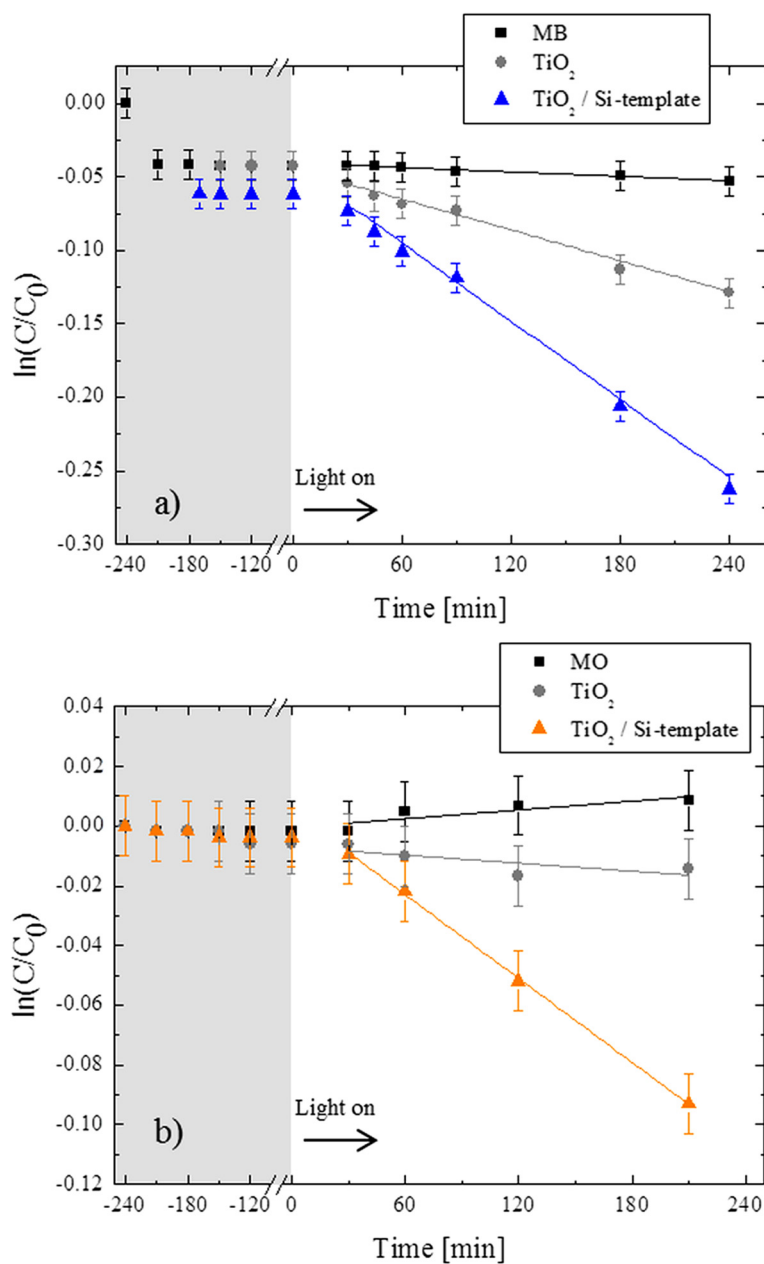 MB
TiO₂
TiO₂ / Si-template
0.00
-0.05
-0.10
-0.15
-0.20
-0.25
-0.30
ln(C/C₀)
a)
Light on
-240 -180 -120 0 60 120 180 240
Time [min]
MO
TiO₂
TiO₂ / Si-template
0.04
0.02
0.00
-0.02
-0.04
-0.06
-0.08
-0.10
-0.12
ln(C/C₀)
b)
Light on
-240 -180 -120 0 60 120 180 240
Time [min]